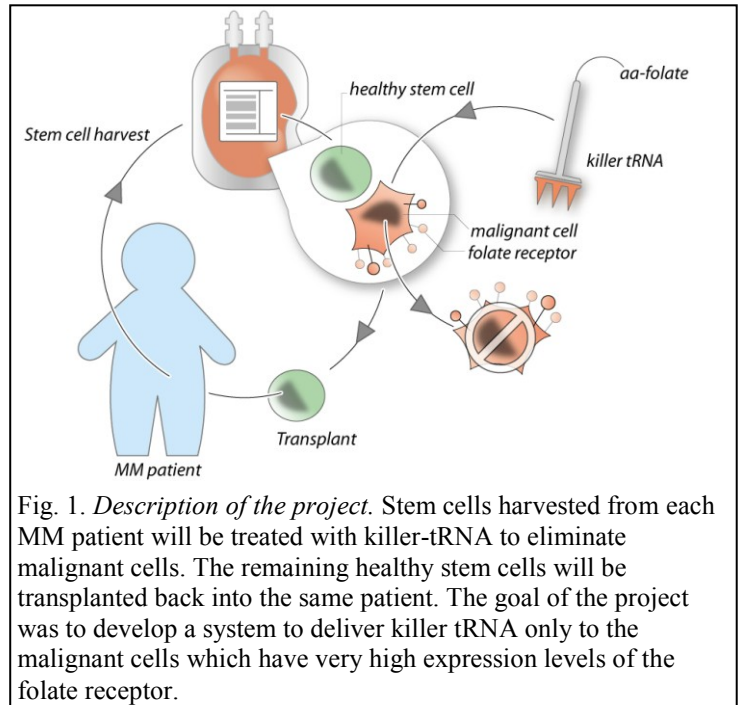 aa-folate
healthy stem cell
Stem cell harvest
killer tRNA
malignant cell
folate receptor
Transplant
MM patient
Fig. 1. Description of the project. Stem cells harvested from each
MM patient will be treated with killer-tRNA to eliminate
malignant cells. The remaining healthy stem cells will be
transplanted back into the same patient. The goal of the project
was to develop a system to deliver killer tRNA only to the
malignant cells which have very high expression levels of the
folate receptor.